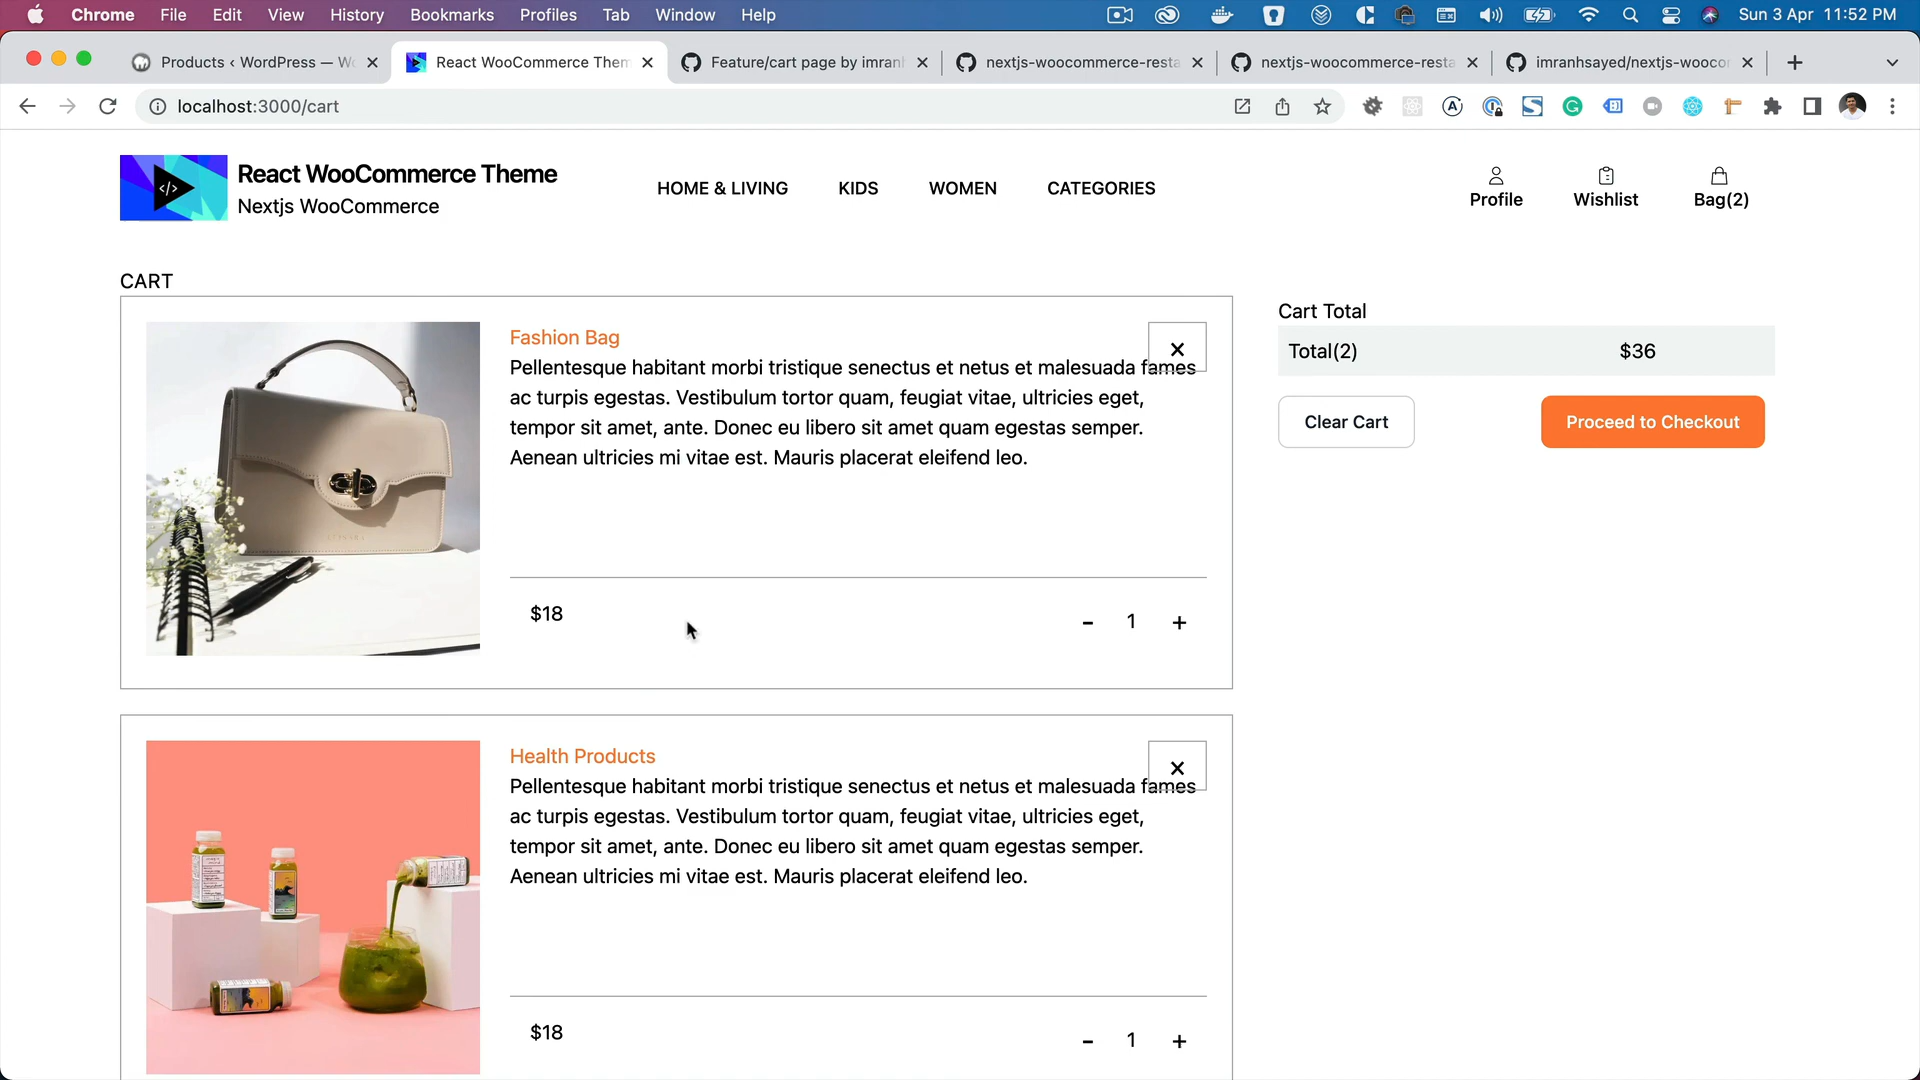 Chrome File Edit View History Bookmarks Profiles Tab Window Help Sun 3 Apr 11:52 PM
Products ‹ WordPress — W
React WooCommerce Them
Feature/cart page by imran
nextjs-woocommerce-resta
nextjs-woocommerce-resta
imranhsayed/nextjs-wooco
localhost:3000/cart
React WooCommerce Theme
Nextjs WooCommerce
HOME & LIVING KIDS WOMEN CATEGORIES
Profile Wishlist Bag(2)
CART
Fashion Bag
Pellentesque habitant morbi tristique senectus et netus et malesuada fames
ac turpis egestas. Vestibulum tortor quam, feugiat vitae, ultricies eget,
tempor sit amet, ante. Donec eu libero sit amet quam egestas semper.
Aenean ultricies mi vitae est. Mauris placerat eleifend leo.
$18
- 1 +
Cart Total
Total(2) $36
Clear Cart Proceed to Checkout
Health Products
Pellentesque habitant morbi tristique senectus et netus et malesuada fames
ac turpis egestas. Vestibulum tortor quam, feugiat vitae, ultricies eget,
tempor sit amet, ante. Donec eu libero sit amet quam egestas semper.
Aenean ultricies mi vitae est. Mauris placerat eleifend leo.
$18
- 1 +